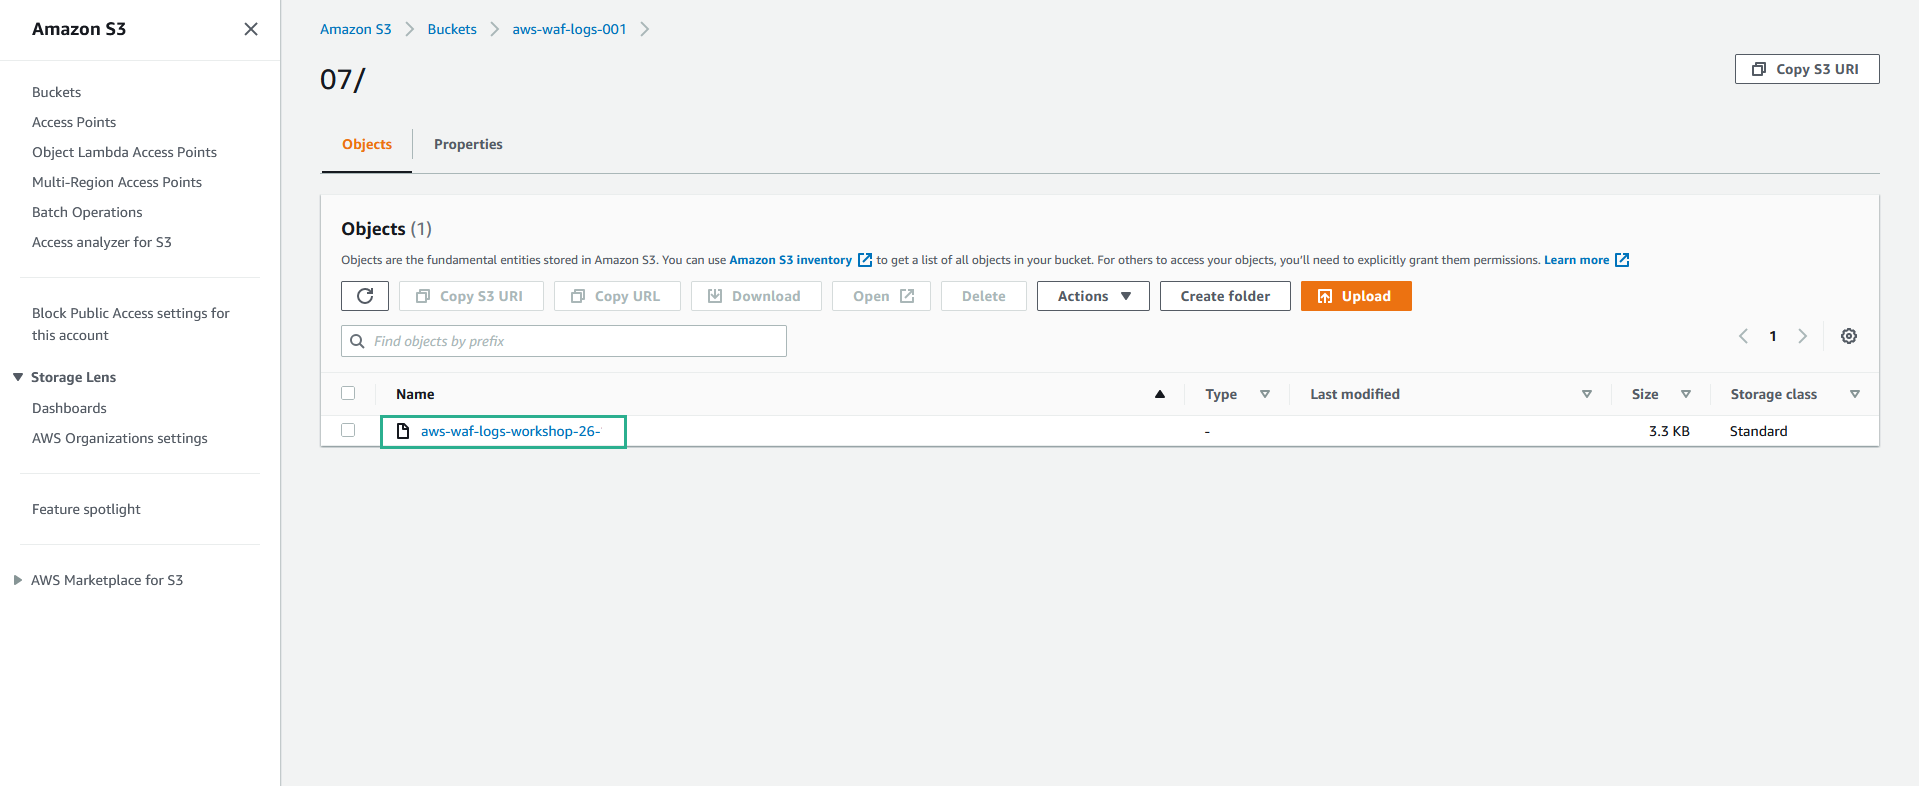 Amazon S3
Buckets
Access Points
Object Lambda Access Points
Multi-Region Access Points
Batch Operations
Access analyzer for S3
Block Public Access settings for
this account
Storage Lens
Dashboards
AWS Organizations settings
Feature spotlight
AWS Marketplace for S3
Amazon S3 Buckets aws-waf-logs-001
07/
Copy S3 URI
Objects Properties
Objects (1)
Objects are the fundamental entities stored in Amazon S3. You can use Amazon S3 inventory to get a list of all objects in your bucket. For others to access your objects, you'll need to explicitly grant them permissions. Learn more
Copy S3 URI Copy URL Download Open Delete Actions Create folder Upload
Find objects by prefix
1
Name Type Last modified Size Storage class
aws-waf-logs-workshop-26- - 3.3 KB Standard